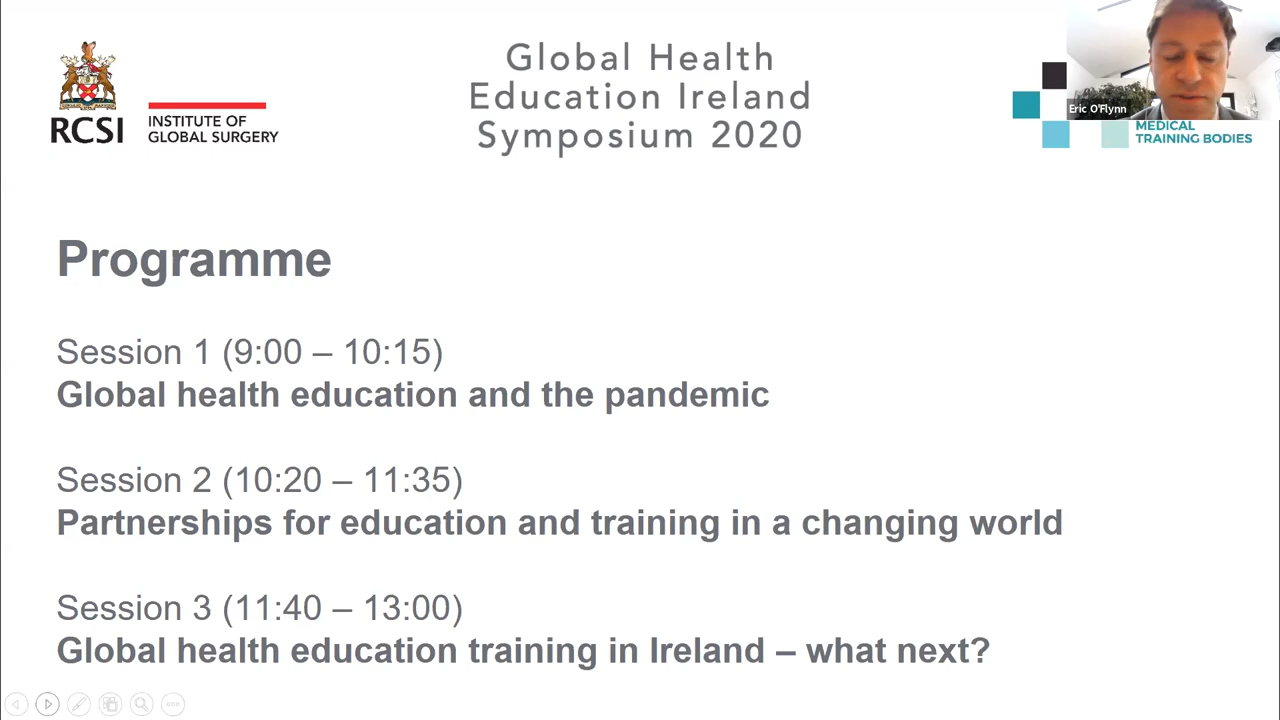 RCSI
INSTITUTE OF
GLOBAL SURGERY
Global Health
Education Ireland
Symposium 2020
Eric O'Flynn
MEDICAL
TRAINING BODIES
Programme
Session 1 (9:00 – 10:15)
Global health education and the pandemic
Session 2 (10:20 – 11:35)
Partnerships for education and training in a changing world
Session 3 (11:40 – 13:00)
Global health education training in Ireland – what next?